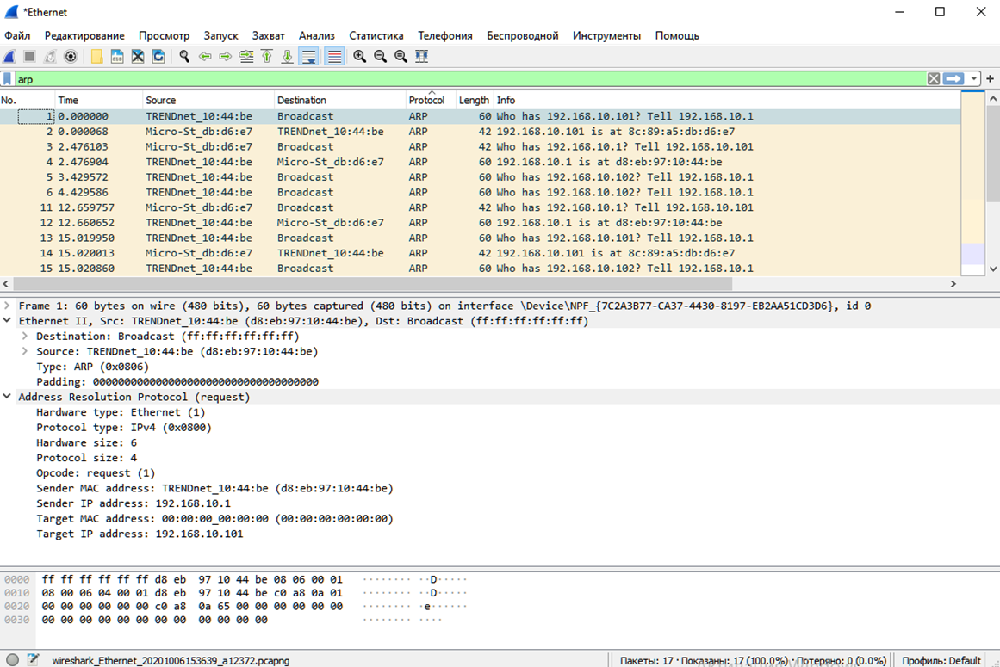 *Ethernet
Файл Редактирование Просмотр Запуск Захват Анализ Статистика Телефония Беспроводной Инструменты Помощь
arp
No. Time Source Destination Protocol Length Info
1 0.000000 TRENDnet_10:44:be Broadcast ARP 60 Who has 192.168.10.101? Tell 192.168.10.1
2 0.000068 Micro-St_db:d6:e7 TRENDnet_10:44:be ARP 42 192.168.10.101 is at 8c:89:a5:db:d6:e7
3 2.476103 Micro-St_db:d6:e7 Broadcast ARP 42 Who has 192.168.10.1? Tell 192.168.10.101
4 2.476904 TRENDnet_10:44:be Micro-St_db:d6:e7 ARP 60 192.168.10.1 is at d8:eb:97:10:44:be
5 3.429572 TRENDnet_10:44:be Broadcast ARP 60 Who has 192.168.10.102? Tell 192.168.10.1
6 4.429586 TRENDnet_10:44:be Broadcast ARP 60 Who has 192.168.10.102? Tell 192.168.10.1
11 12.659757 Micro-St_db:d6:e7 Broadcast ARP 42 Who has 192.168.10.1? Tell 192.168.10.101
12 12.660652 TRENDnet_10:44:be Micro-St_db:d6:e7 ARP 60 192.168.10.1 is at d8:eb:97:10:44:be
13 15.019950 TRENDnet_10:44:be Broadcast ARP 60 Who has 192.168.10.101? Tell 192.168.10.1
14 15.020013 Micro-St_db:d6:e7 TRENDnet_10:44:be ARP 42 192.168.10.101 is at 8c:89:a5:db:d6:e7
15 15.020860 TRENDnet_10:44:be Broadcast ARP 60 Who has 192.168.10.102? Tell 192.168.10.1
Frame 1: 60 bytes on wire (480 bits), 60 bytes captured (480 bits) on interface \Device\NPF_{7C2A3B77-CA37-4430-8197-EB2AA51CD3D6}, id 0
Ethernet II, Src: TRENDnet_10:44:be (d8:eb:97:10:44:be), Dst: Broadcast (ff:ff:ff:ff:ff:ff)
Destination: Broadcast (ff:ff:ff:ff:ff:ff)
Source: TRENDnet_10:44:be (d8:eb:97:10:44:be)
Type: ARP (0x0806)
Padding: 000000000000000000000000000000000000
Address Resolution Protocol (request)
Hardware type: Ethernet (1)
Protocol type: IPv4 (0x0800)
Hardware size: 6
Protocol size: 4
Opcode: request (1)
Sender MAC address: TRENDnet_10:44:be (d8:eb:97:10:44:be)
Sender IP address: 192.168.10.1
Target MAC address: 00:00:00_00:00:00 (00:00:00:00:00:00)
Target IP address: 192.168.10.101
0000 ff ff ff ff ff ff d8 eb 97 10 44 be 08 06 00 01 ········ ··D·····
0010 08 00 06 04 00 01 d8 eb 97 10 44 be c0 a8 0a 01 ········ ··D·····
0020 00 00 00 00 00 00 c0 a8 0a 65 00 00 00 00 00 00 ········ ·e······
0030 00 00 00 00 00 00 00 00 00 00 00 00 ········ ····
wireshark_Ethernet_20201006153639_a12372.pcapng Пакеты: 17 · Показаны: 17 (100.0%) · Потеряно: 0 (0.0%) Профиль: Default